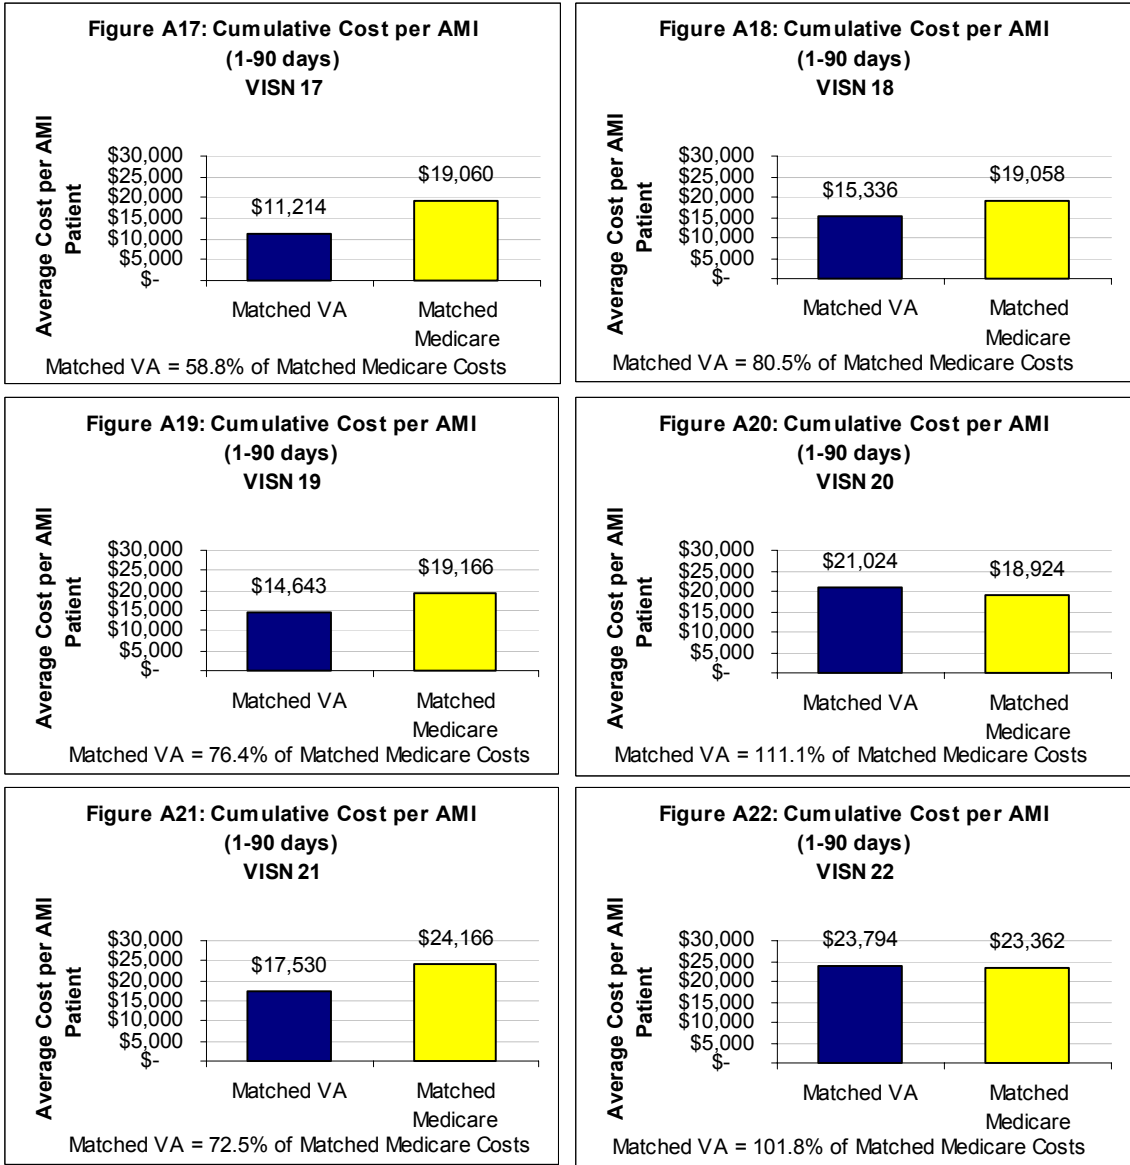 Figure A17: Cumulative Cost per AMI
(1-90 days)
VISN 17
Average Cost per AMI
Patient
$30,000
$25,000
$20,000
$15,000
$10,000
$5,000
$-
$11,214
$19,060
Matched VA
Matched
Medicare
Matched VA = 58.8% of Matched Medicare Costs
Figure A18: Cumulative Cost per AMI
(1-90 days)
VISN 18
Average Cost per AMI
Patient
$30,000
$25,000
$20,000
$15,000
$10,000
$5,000
$-
$15,336
$19,058
Matched VA
Matched
Medicare
Matched VA = 80.5% of Matched Medicare Costs
Figure A19: Cumulative Cost per AMI
(1-90 days)
VISN 19
Average Cost per AMI
Patient
$30,000
$25,000
$20,000
$15,000
$10,000
$5,000
$-
$14,643
$19,166
Matched VA
Matched
Medicare
Matched VA = 76.4% of Matched Medicare Costs
Figure A20: Cumulative Cost per AMI
(1-90 days)
VISN 20
Average Cost per AMI
Patient
$30,000
$25,000
$20,000
$15,000
$10,000
$5,000
$-
$21,024
$18,924
Matched VA
Matched
Medicare
Matched VA = 111.1% of Matched Medicare Costs
Figure A21: Cumulative Cost per AMI
(1-90 days)
VISN 21
Average Cost per AMI
Patient
$30,000
$25,000
$20,000
$15,000
$10,000
$5,000
$-
$17,530
$24,166
Matched VA
Matched
Medicare
Matched VA = 72.5% of Matched Medicare Costs
Figure A22: Cumulative Cost per AMI
(1-90 days)
VISN 22
Average Cost per AMI
Patient
$30,000
$25,000
$20,000
$15,000
$10,000
$5,000
$-
$23,794
$23,362
Matched VA
Matched
Medicare
Matched VA = 101.8% of Matched Medicare Costs